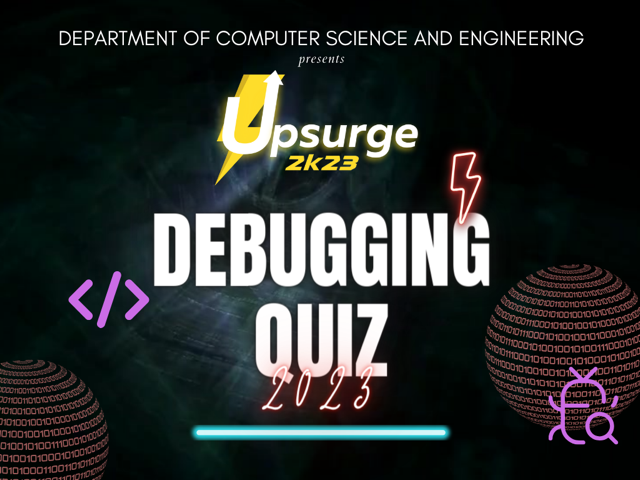 DEPARTMENT OF COMPUTER SCIENCE AND ENGINEERING
presents
Upsurge
2K23
DEBUGGING
QUIZ
2023
</>